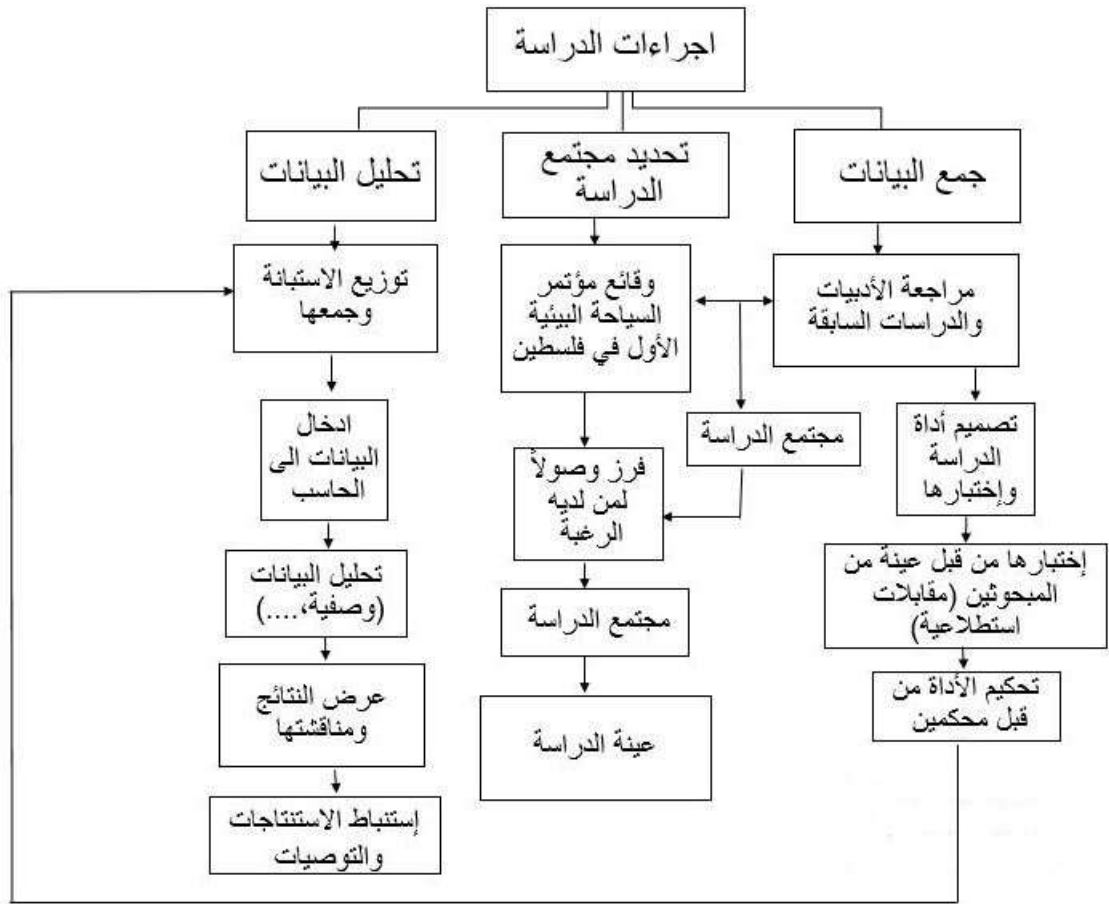 اجراءات الدراسة
جمع البيانات
مراجعة الأدبيات
والدراسات السابقة
تصميم أداة
الدراسة
وإختبارها
إختبارها من قبل عينة من
المبحوثين (مقابلات
استطلاعية)
تحكيم الأداة من
قبل محكمين
تحديد مجتمع
الدراسة
وقائع مؤتمر
السياحة البيئية
الأول في فلسطين
مجتمع الدراسة
فرز وصولاً
لمن لديه
الرغبة
مجتمع الدراسة
عينة الدراسة
تحليل البيانات
توزيع الاستبانة
وجمعها
ادخال
البيانات الى
الحاسب
تحليل البيانات
(وصفية،....)
عرض النتائج
ومناقشتها
إستنباط الاستنتاجات
والتوصيات